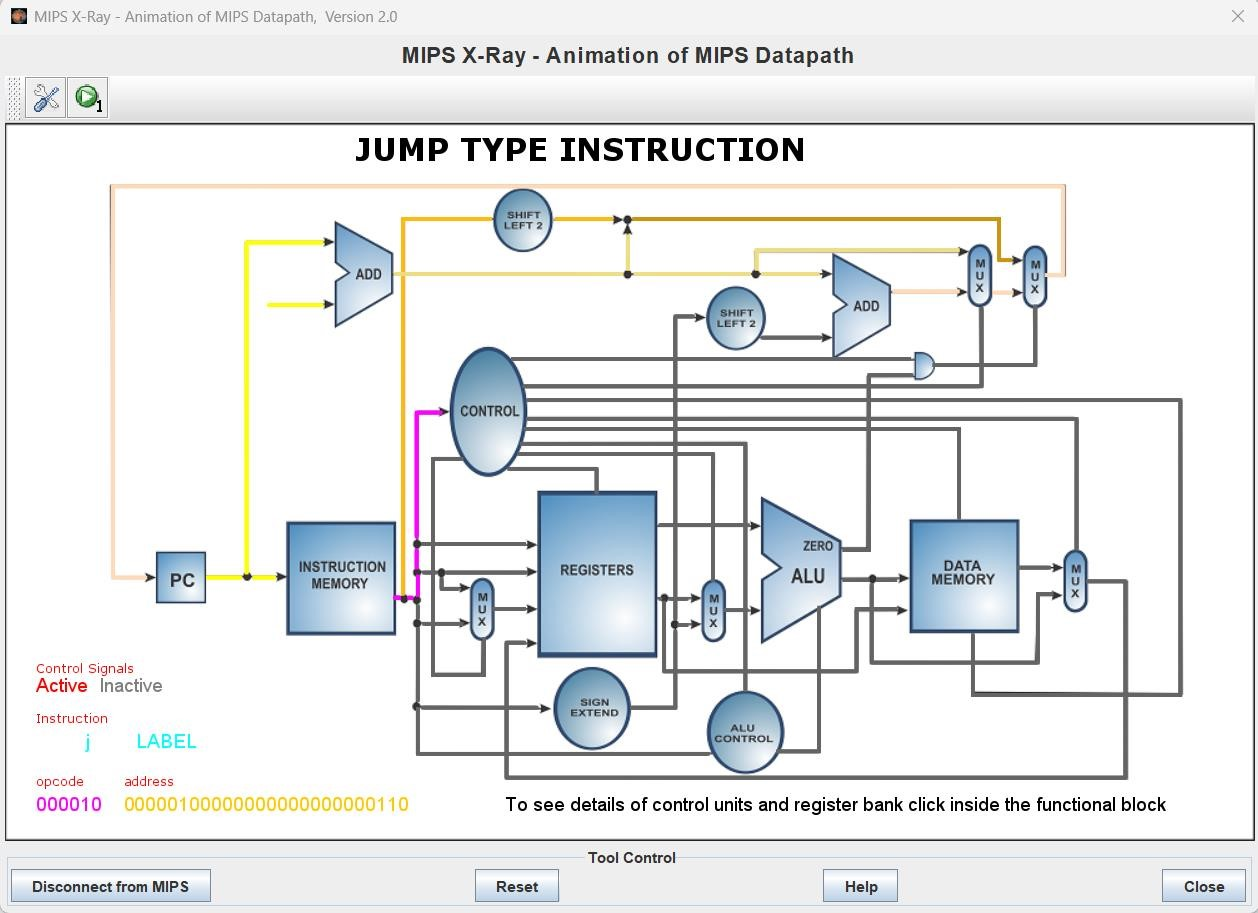 MIPS X-Ray - Animation of MIPS Datapath,  Version 2.0
MIPS X-Ray - Animation of MIPS Datapath
1
JUMP TYPE INSTRUCTION
SHIFT
LEFT 2
ADD
MUX
MUX
SHIFT
LEFT 2
ADD
CONTROL
PC
INSTRUCTION
MEMORY
MUX
REGISTERS
MUX
ZERO
ALU
DATA
MEMORY
MUX
SIGN
EXTEND
ALU
CONTROL
Control Signals
Active Inactive
Instruction
j LABEL
opcode address
000010 00000100000000000000000110
To see details of control units and register bank click inside the functional block
Tool Control
Disconnect from MIPS
Reset
Help
Close